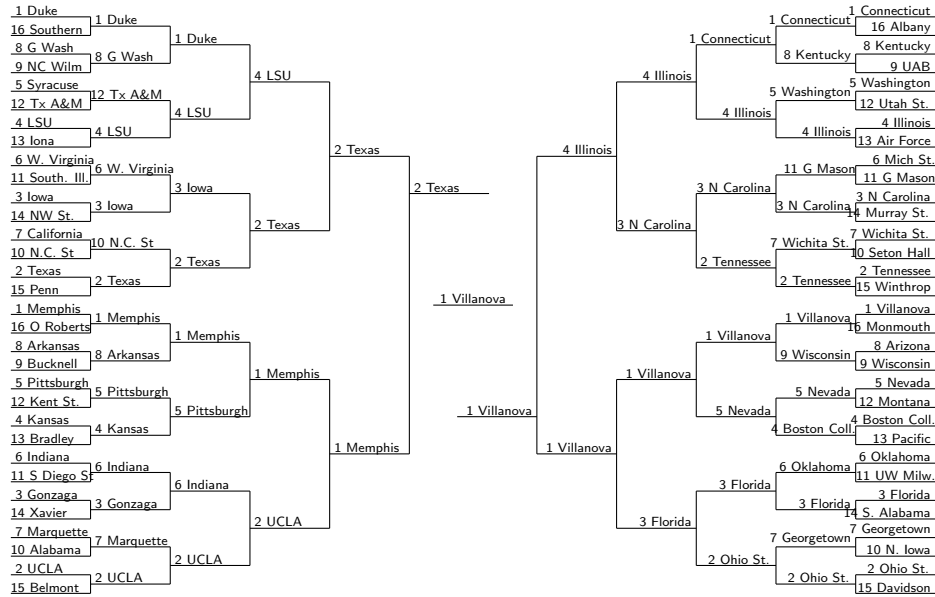 1 Duke
16 Southern
8 G Wash
9 NC Wilm
5 Syracuse
12 Tx A&M
4 LSU
13 Iona
6 W. Virginia
11 South. Ill.
3 Iowa
14 NW St.
7 California
10 N.C. St
2 Texas
15 Penn
1 Memphis
16 O Roberts
8 Arkansas
9 Bucknell
5 Pittsburgh
12 Kent St.
4 Kansas
13 Bradley
6 Indiana
11 S Diego St
3 Gonzaga
14 Xavier
7 Marquette
10 Alabama
2 UCLA
15 Belmont
1 Duke
8 G Wash
12 Tx A&M
4 LSU
6 W. Virginia
3 Iowa
10 N.C. St
2 Texas
1 Memphis
8 Arkansas
5 Pittsburgh
4 Kansas
6 Indiana
3 Gonzaga
7 Marquette
2 UCLA
1 Duke
4 LSU
3 Iowa
2 Texas
1 Memphis
5 Pittsburgh
6 Indiana
2 UCLA
4 LSU
2 Texas
1 Memphis
2 UCLA
2 Texas
1 Memphis
2 Texas
1 Villanova
1 Villanova
4 Illinois
1 Villanova
4 Illinois
3 N Carolina
1 Villanova
3 Florida
1 Connecticut
4 Illinois
3 N Carolina
2 Tennessee
1 Villanova
5 Nevada
3 Florida
2 Ohio St.
1 Connecticut
8 Kentucky
5 Washington
4 Illinois
11 G Mason
3 N Carolina
7 Wichita St.
2 Tennessee
1 Villanova
9 Wisconsin
5 Nevada
4 Boston Coll.
6 Oklahoma
3 Florida
7 Georgetown
2 Ohio St.
1 Connecticut
16 Albany
8 Kentucky
9 UAB
5 Washington
12 Utah St.
4 Illinois
13 Air Force
6 Mich St.
11 G Mason
3 N Carolina
14 Murray St.
7 Wichita St.
10 Seton Hall
2 Tennessee
15 Winthrop
1 Villanova
16 Monmouth
8 Arizona
9 Wisconsin
5 Nevada
12 Montana
4 Boston Coll.
13 Pacific
6 Oklahoma
11 UW Milw.
3 Florida
14 S. Alabama
7 Georgetown
10 N. Iowa
2 Ohio St.
15 Davidson